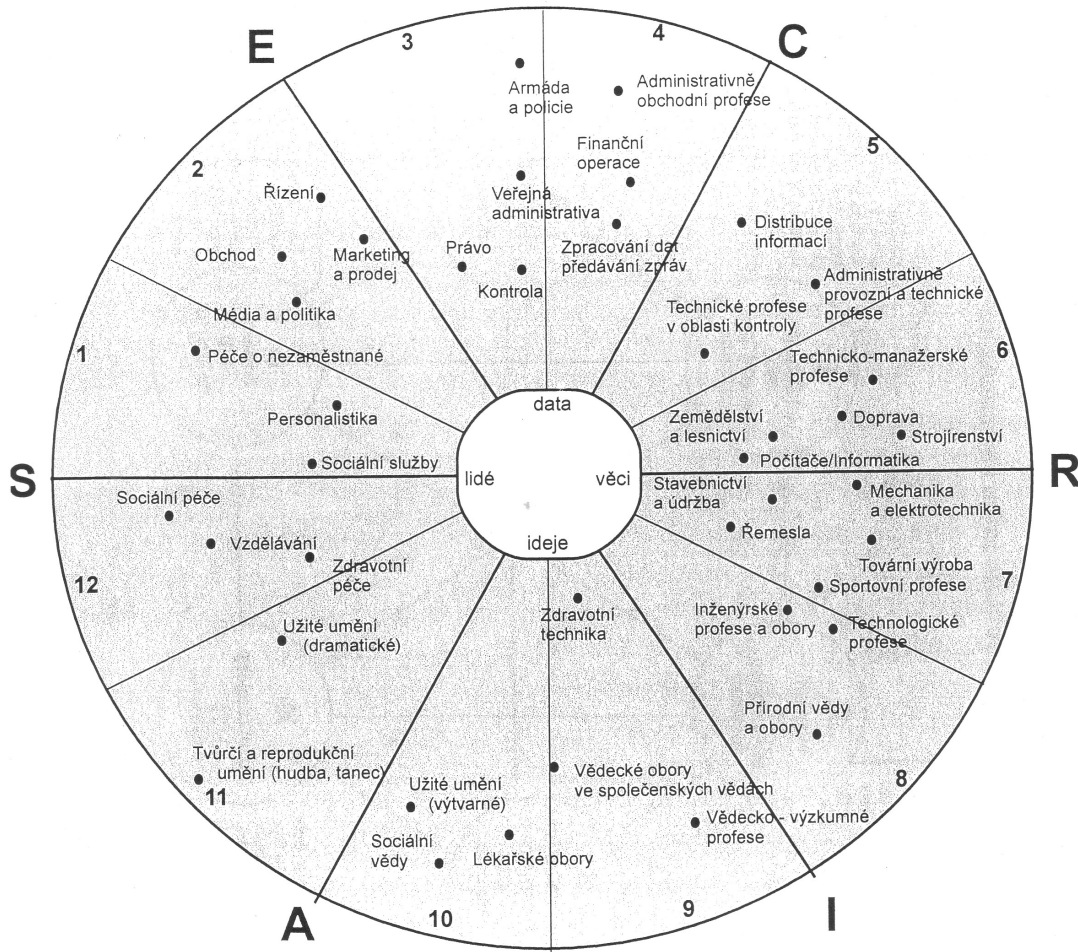 3
4
E
C
Armáda
a policie
Administrativně
obchodní profese
5
Finanční
operace
2
Řízení
Veřejná
administrativa
Distribuce
informací
Obchod
Marketing
a prodej
Právo
Kontrola
Zpracování dat
předávání zpráv
Administrativně
provozní a technické
profese
Média a politika
Technické profese
v oblasti kontroly
1
Péče o nezaměstnané
6
Technicko-manažerské
profese
Personalistika
data
Zemědělství
a lesnictví
Doprava
Strojírenství
Sociální služby
Počítače/Informatika
S
lidé
věci
R
Sociální péče
Stavebnictví
a údržba
Mechanika
a elektrotechnika
Vzdělávání
Řemesla
ideje
Zdravotní
péče
Tovární výroba
Sportovní profese
12
7
Užité umění
(dramatické)
Zdravotní
technika
Inženýrské
profese a obory
Technologické
profese
Přírodní vědy
a obory
Tvůrčí a reprodukční
umění (hudba, tanec)
11
Užité umění
(výtvarné)
Vědecké obory
ve společenských vědách
8
Sociální
vědy
Lékařské obory
Vědecko - výzkumné
profese
A
10
9
I